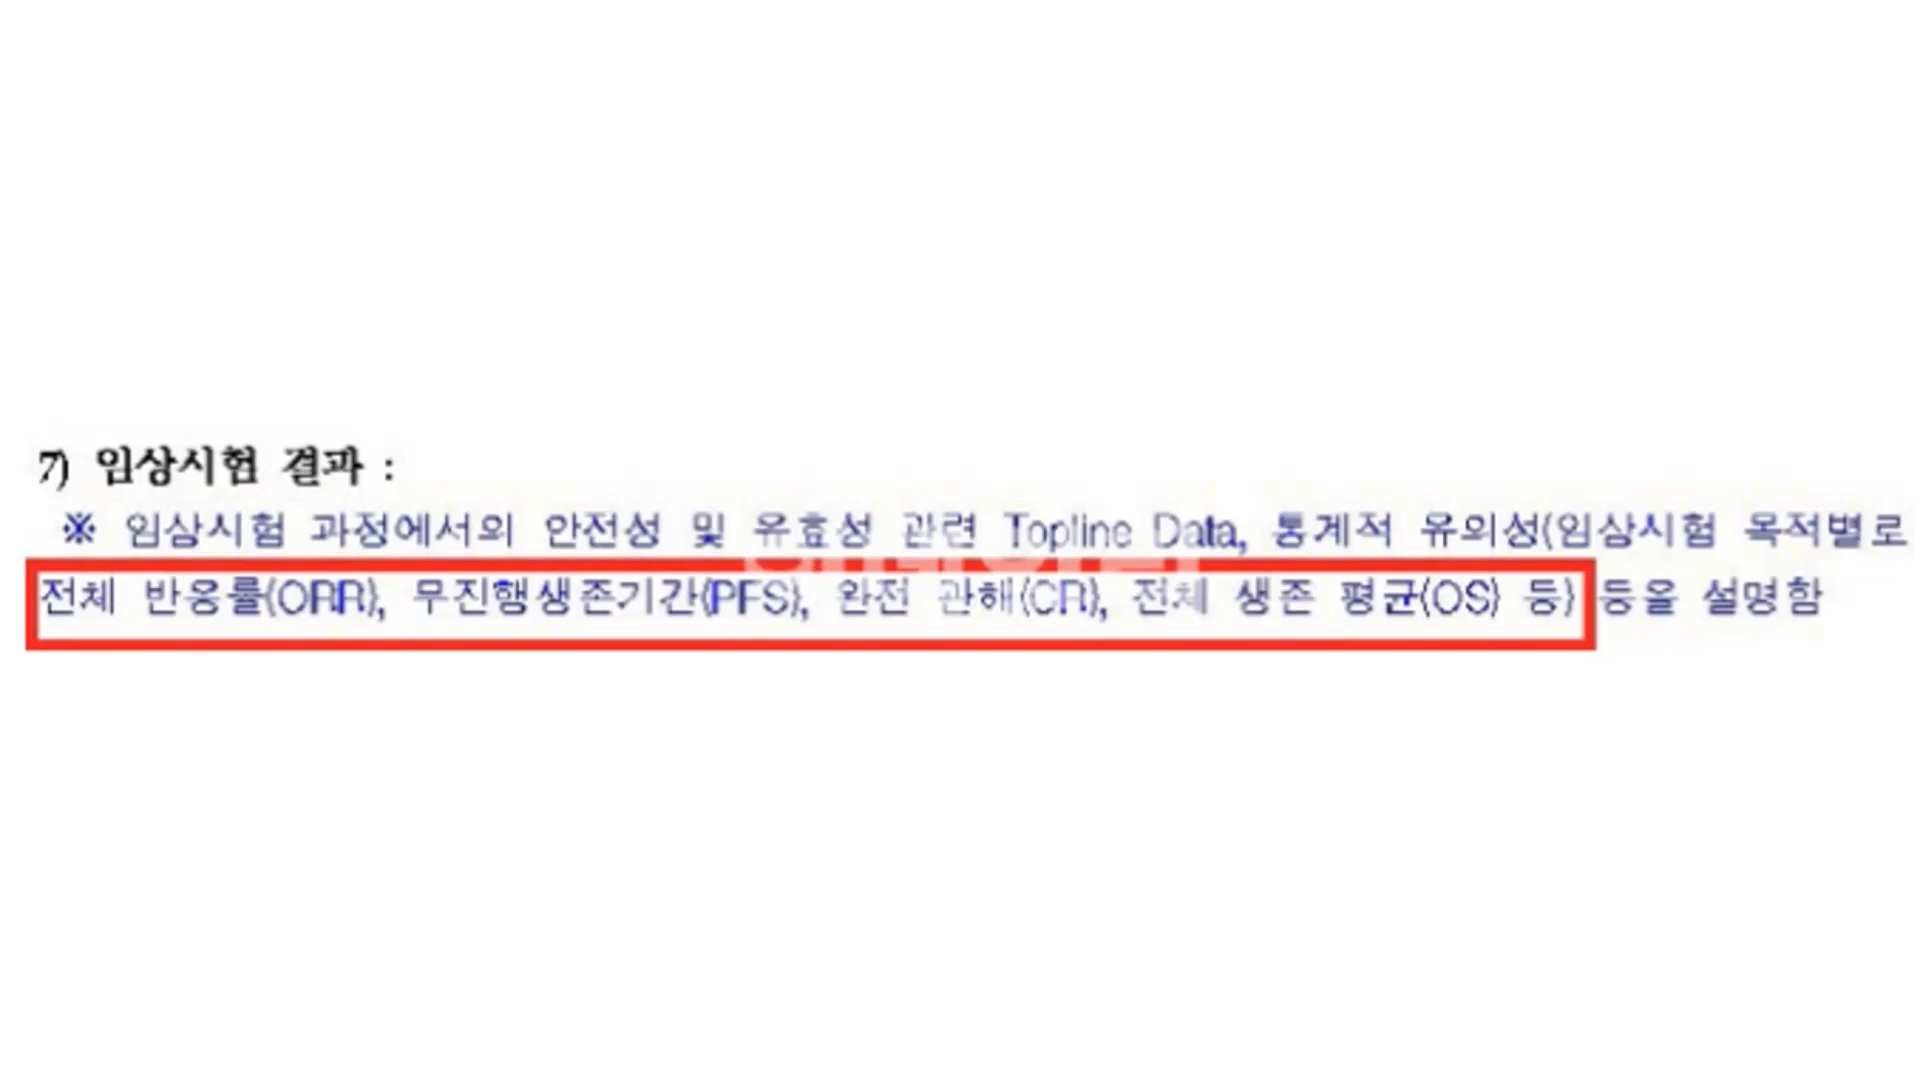 7) 임상시험 결과 :
※ 임상시험 과정에서의 안전성 및 유효성 관련 Topline Data, 통계적 유의성(임상시험 목적별로
전체 반응률(ORR), 무진행생존기간(PFS), 완전 관해(CR), 전체 생존 평균(OS) 등) 등을 설명함